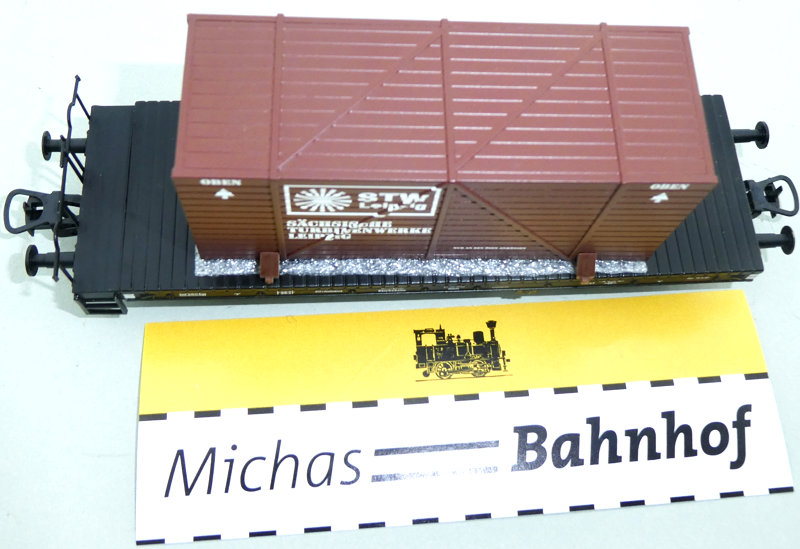 OBEN
OBEN
STW
Leipzig
SÄCHSISCHE
TURBINENWERKE
LEIPZIG
Michas Bahnhof